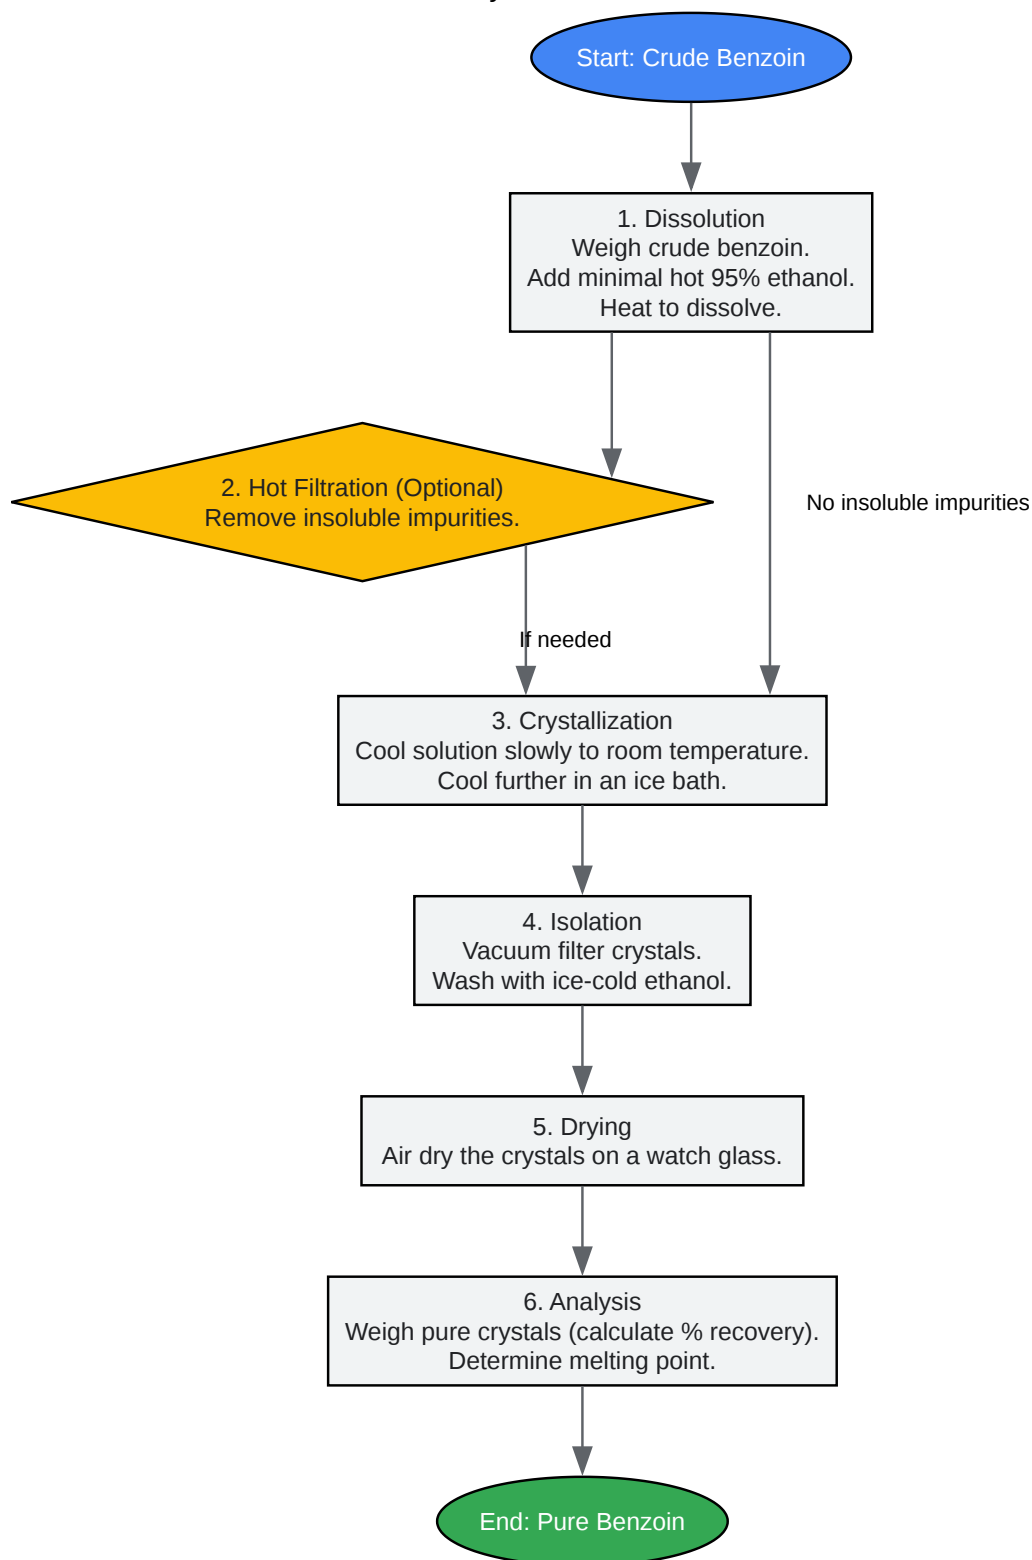 Start: Crude Benzoin
1. Dissolution
Weigh crude benzoin.
Add minimal hot 95% ethanol.
Heat to dissolve.
2. Hot Filtration (Optional)
Remove insoluble impurities.
No insoluble impurities
If needed
3. Crystallization
Cool solution slowly to room temperature.
Cool further in an ice bath.
4. Isolation
Vacuum filter crystals.
Wash with ice-cold ethanol.
5. Drying
Air dry the crystals on a watch glass.
6. Analysis
Weigh pure crystals (calculate % recovery).
Determine melting point.
End: Pure Benzoin